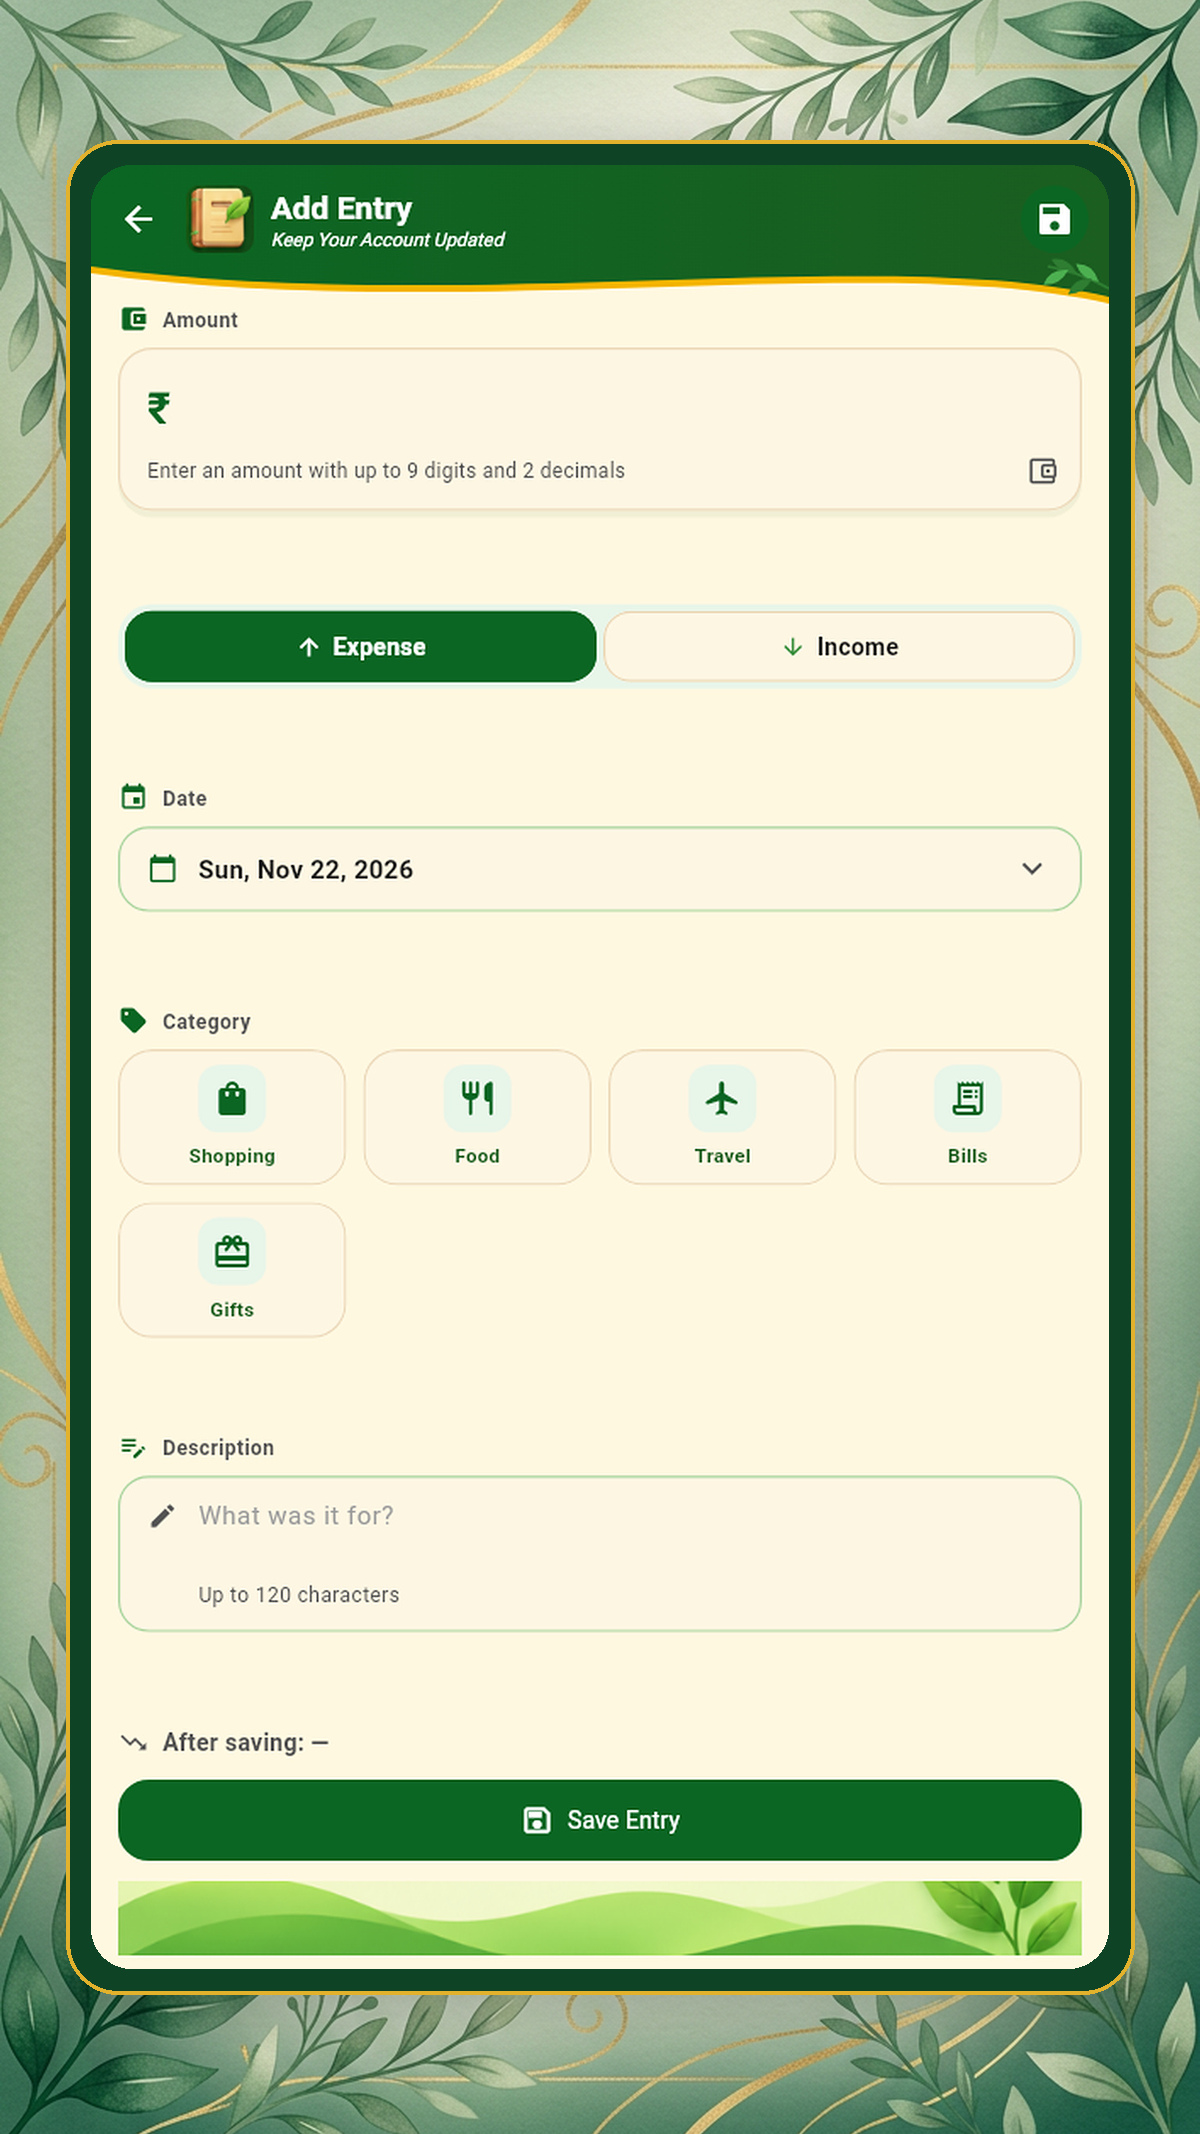 Add Entry
Keep Your Account Updated
Amount
₹
Enter an amount with up to 9 digits and 2 decimals
Expense
Income
Date
Sun, Nov 22, 2026
Category
Shopping
Food
Travel
Bills
Gifts
Description
What was it for?
Up to 120 characters
After saving: —
Save Entry